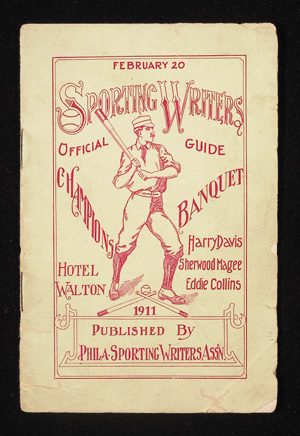 FEBRUARY 20
SPORTING WRITERS
OFFICIAL GUIDE
CHAMPIONS BANQUET
HOTEL WALTON
Harry Davis
Sherwood Magee
Eddie Collins
1911
PUBLISHED BY
PHILA·SPORTING WRITERS ASS'N.